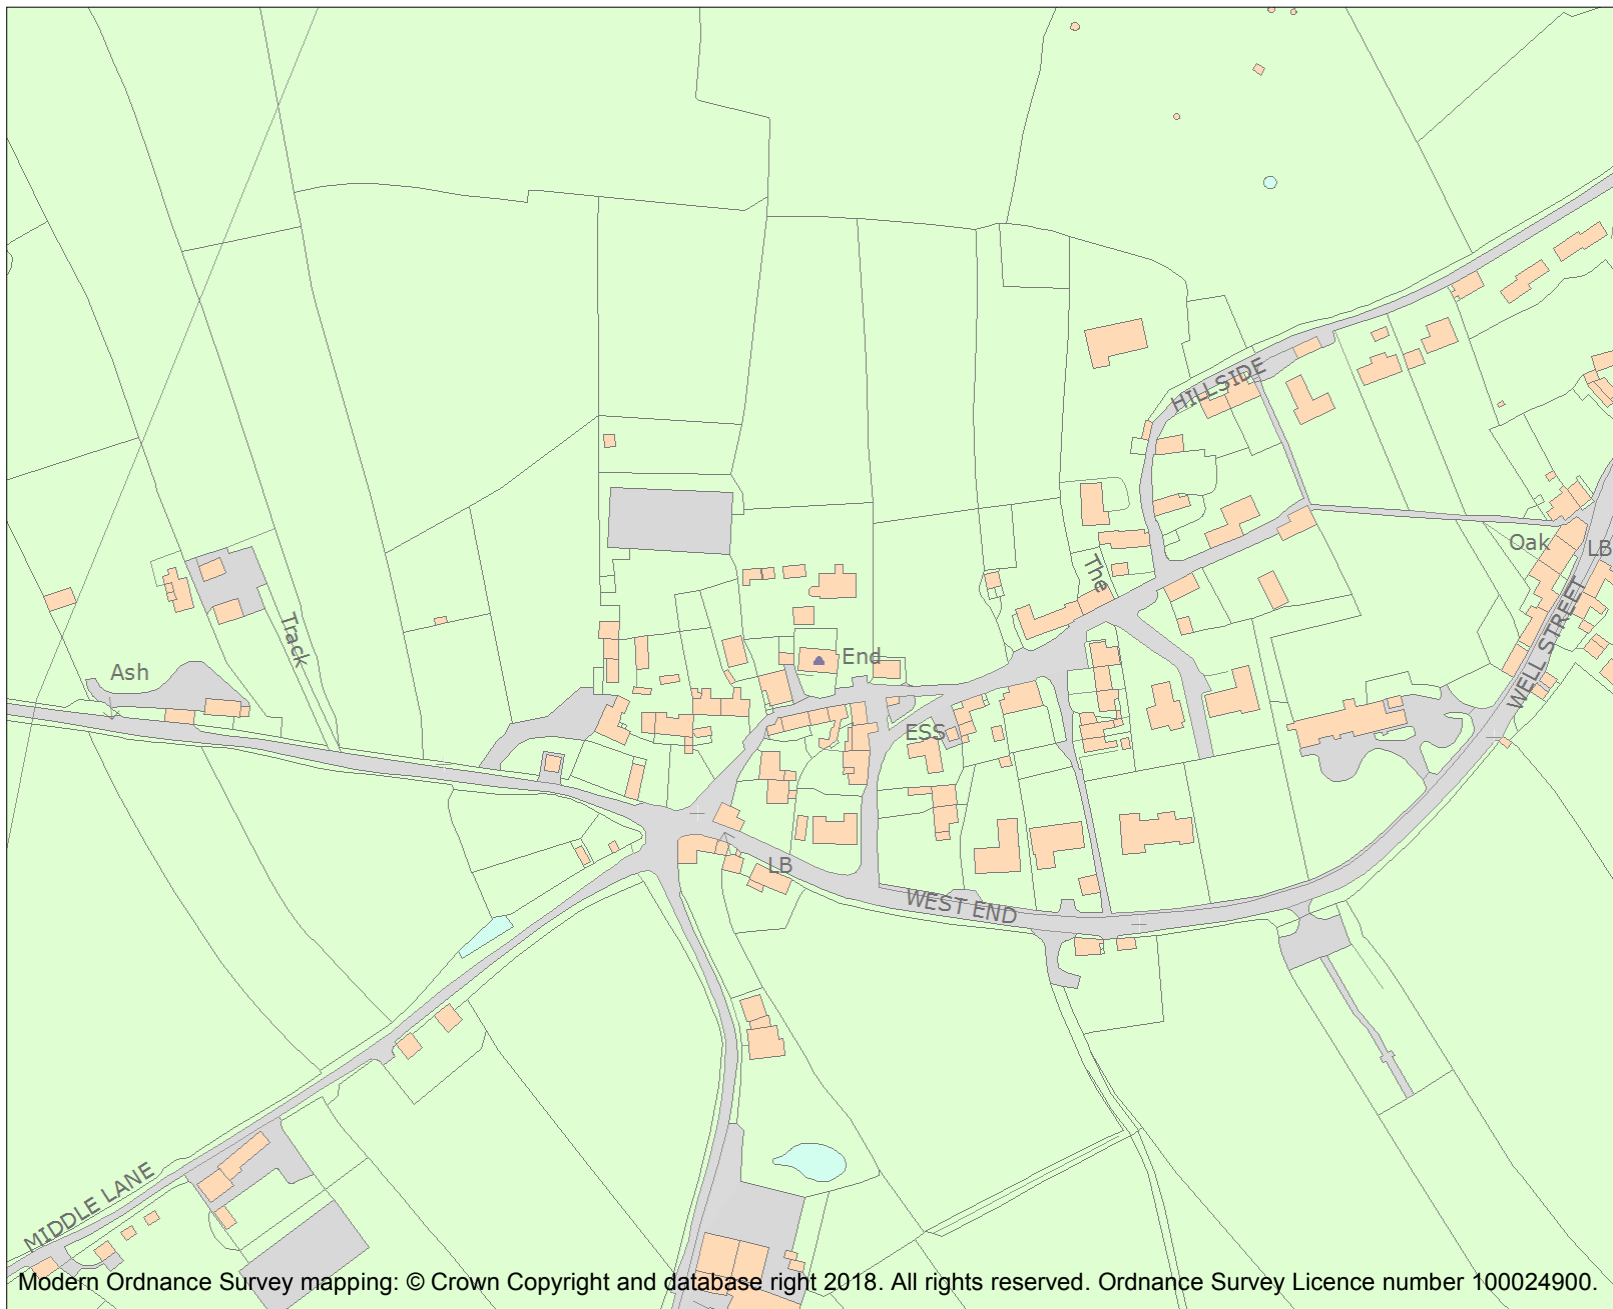 HILLSIDE
Oak
LB
The
Track
Ash
End
WELL STREET
ESS
LB
WEST END
MIDDLE LANE
Modern Ordnance Survey mapping: © Crown Copyright and database right 2018. All rights reserved. Ordnance Survey Licence number 100024900.